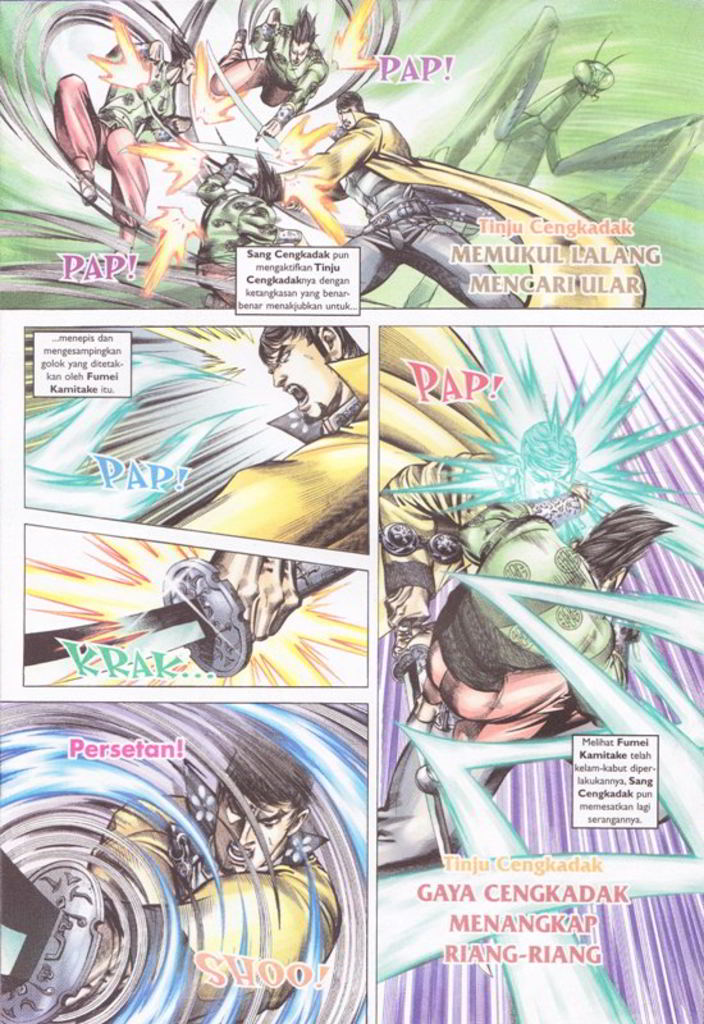 PAP!
PAP!
Tinju Cengkadak
MEMUKUL LALANG
MENCARI ULAR
Sang Cengkadak pun
mengaktifkan Tinju
Cengkadaknya dengan
ketangkasan yang benar-
benar menakjubkan untuk...
...menepis dan
mengesampingkan
golok yang ditetak-
kan oleh Fumei
Kamitake itu.
PAP!
PAP!
KRAK...
Melihat Fumei
Kamitake telah
kelam-kabut diper-
lakukannya, Sang
Cengkadak pun
memesatkan lagi
serangannya.
Tinju Cengkadak
GAYA CENGKADAK
MENANGKAP
RIANG-RIANG
Persetan!
SHOO!